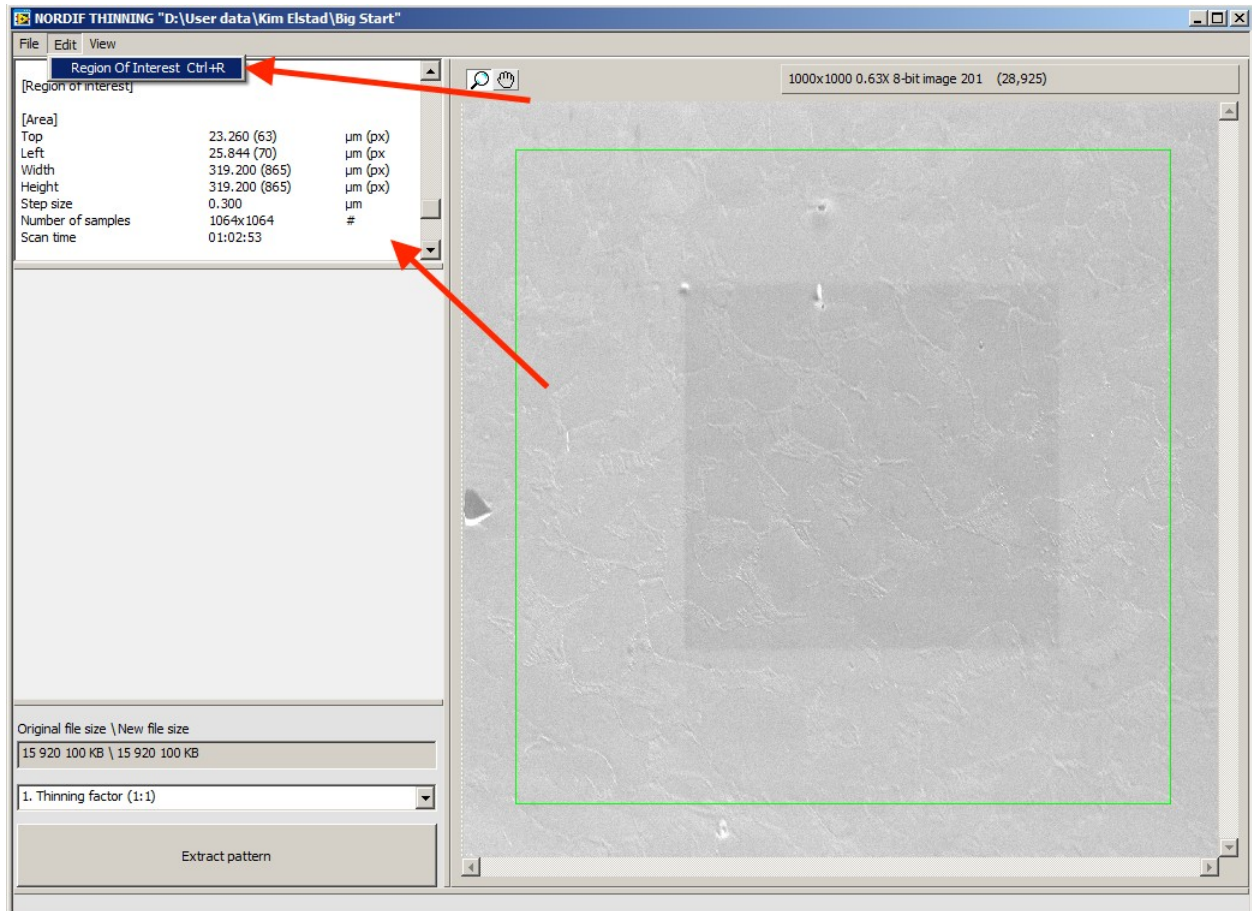 NORDIF THINNING "D:\User data\Kim Elstad\Big Start"
File Edit View
Region Of Interest Ctrl+R
[Region of interest]
[Area]
Top 23.260 (63) µm (px)
Left 25.844 (70) µm (px
Width 319.200 (865) µm (px)
Height 319.200 (865) µm (px)
Step size 0.300 µm
Number of samples 1064x1064 #
Scan time 01:02:53
1000x1000 0.63X 8-bit image 201 (28,925)
Original file size \ New file size
15 920 100 KB \ 15 920 100 KB
1. Thinning factor (1:1)
Extract pattern